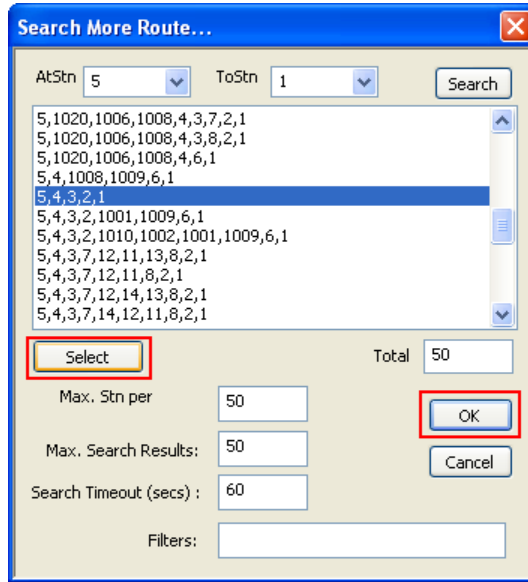 Search More Route...
AtStn 5 ToStn 1 Search
5,1020,1006,1008,4,3,7,2,1
5,1020,1006,1008,4,3,8,2,1
5,1020,1006,1008,4,6,1
5,4,1008,1009,6,1
5,4,3,2,1
5,4,3,2,1001,1009,6,1
5,4,3,2,1010,1002,1001,1009,6,1
5,4,3,7,12,11,13,8,2,1
5,4,3,7,12,11,8,2,1
5,4,3,7,12,14,13,8,2,1
5,4,3,7,14,12,11,8,2,1
Select Total 50
Max. Stn per 50
OK
Max. Search Results: 50
Cancel
Search Timeout (secs) : 60
Filters: